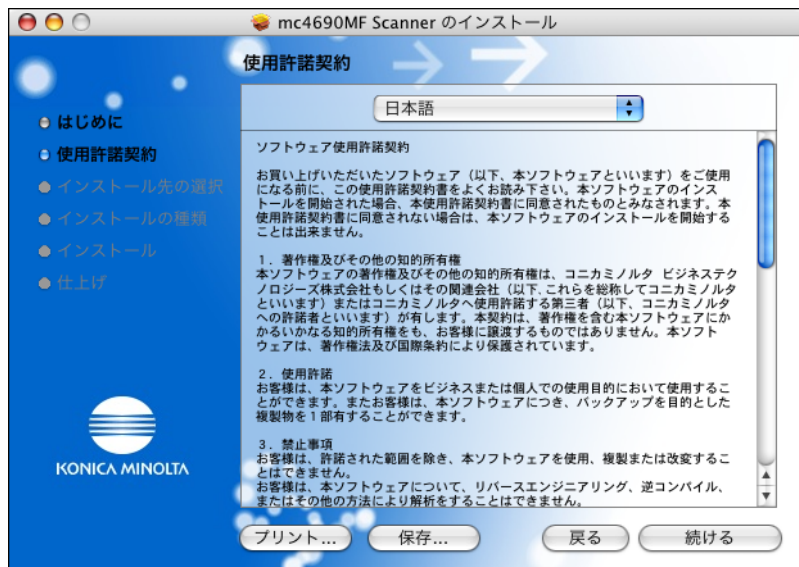 mc4690MF Scanner のインストール
使用許諾契約
はじめに
使用許諾契約
インストール先の選択
インストールの種類
インストール
仕上げ
KONICA MINOLTA
日本語
ソフトウェア使用許諾契約
お買い上げいただいたソフトウェア（以下、本ソフトウェアといいます）をご使用
になる前に、この使用許諾契約書をよくお読み下さい。本ソフトウェアのインス
トールを開始された場合、本使用許諾契約書に同意されたものとみなされます。本
使用許諾契約書に同意されない場合は、本ソフトウェアのインストールを開始する
ことは出来ません。
１．著作権及びその他の知的所有権
本ソフトウェアの著作権及びその他の知的所有権は、コニカミノルタ ビジネステク
ノロジーズ株式会社もしくはその関連会社（以下､これらを総称してコニカミノルタ
といいます）またはコニカミノルタへ使用許諾する第三者（以下、コニカミノルタ
への許諾者といいます）が有します。本契約は、著作権を含む本ソフトウェアにか
かるいかなる知的所有権をも、お客様に譲渡するものではありません。本ソフト
ウェアは、著作権法及び国際条約により保護されています。
２．使用許諾
お客様は、本ソフトウェアをビジネスまたは個人での使用目的において使用するこ
とができます。またお客様は、本ソフトウェアにつき、バックアップを目的とした
複製物を１部有することができます。
３．禁止事項
お客様は、許諾された範囲を除き、本ソフトウェアを使用、複製または改変するこ
とはできません。
お客様は、本ソフトウェアについて、リバースエンジニアリング、逆コンパイル、
またはその他の方法により解析をすることはできません。
プリント...
保存...
戻る
続ける